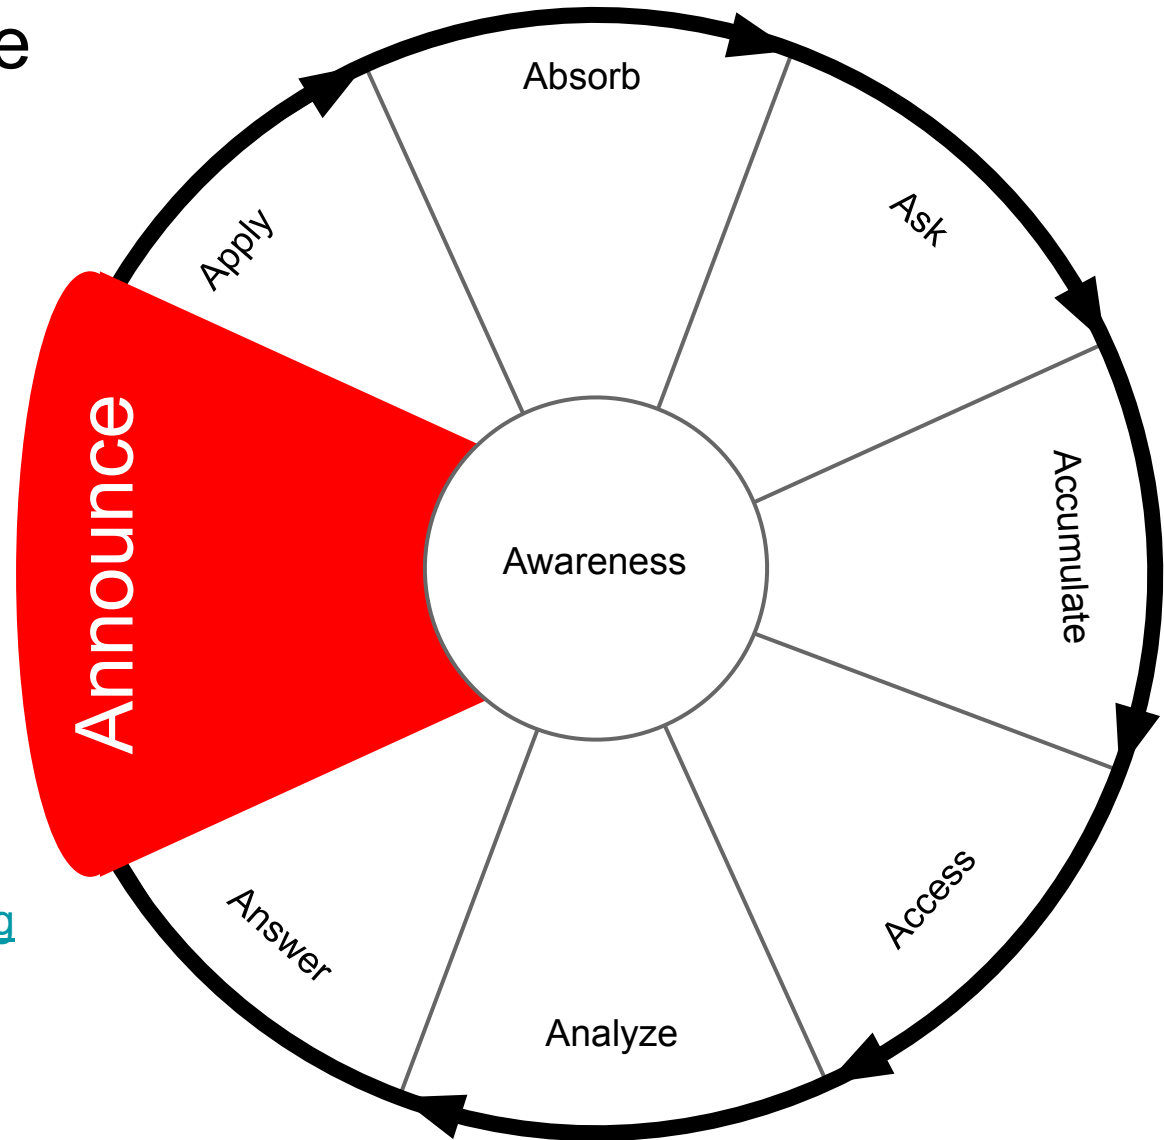 e
Absorb
Ask
Apply
Accumulate
Announce
Awareness
Access
g
Answer
Analyze